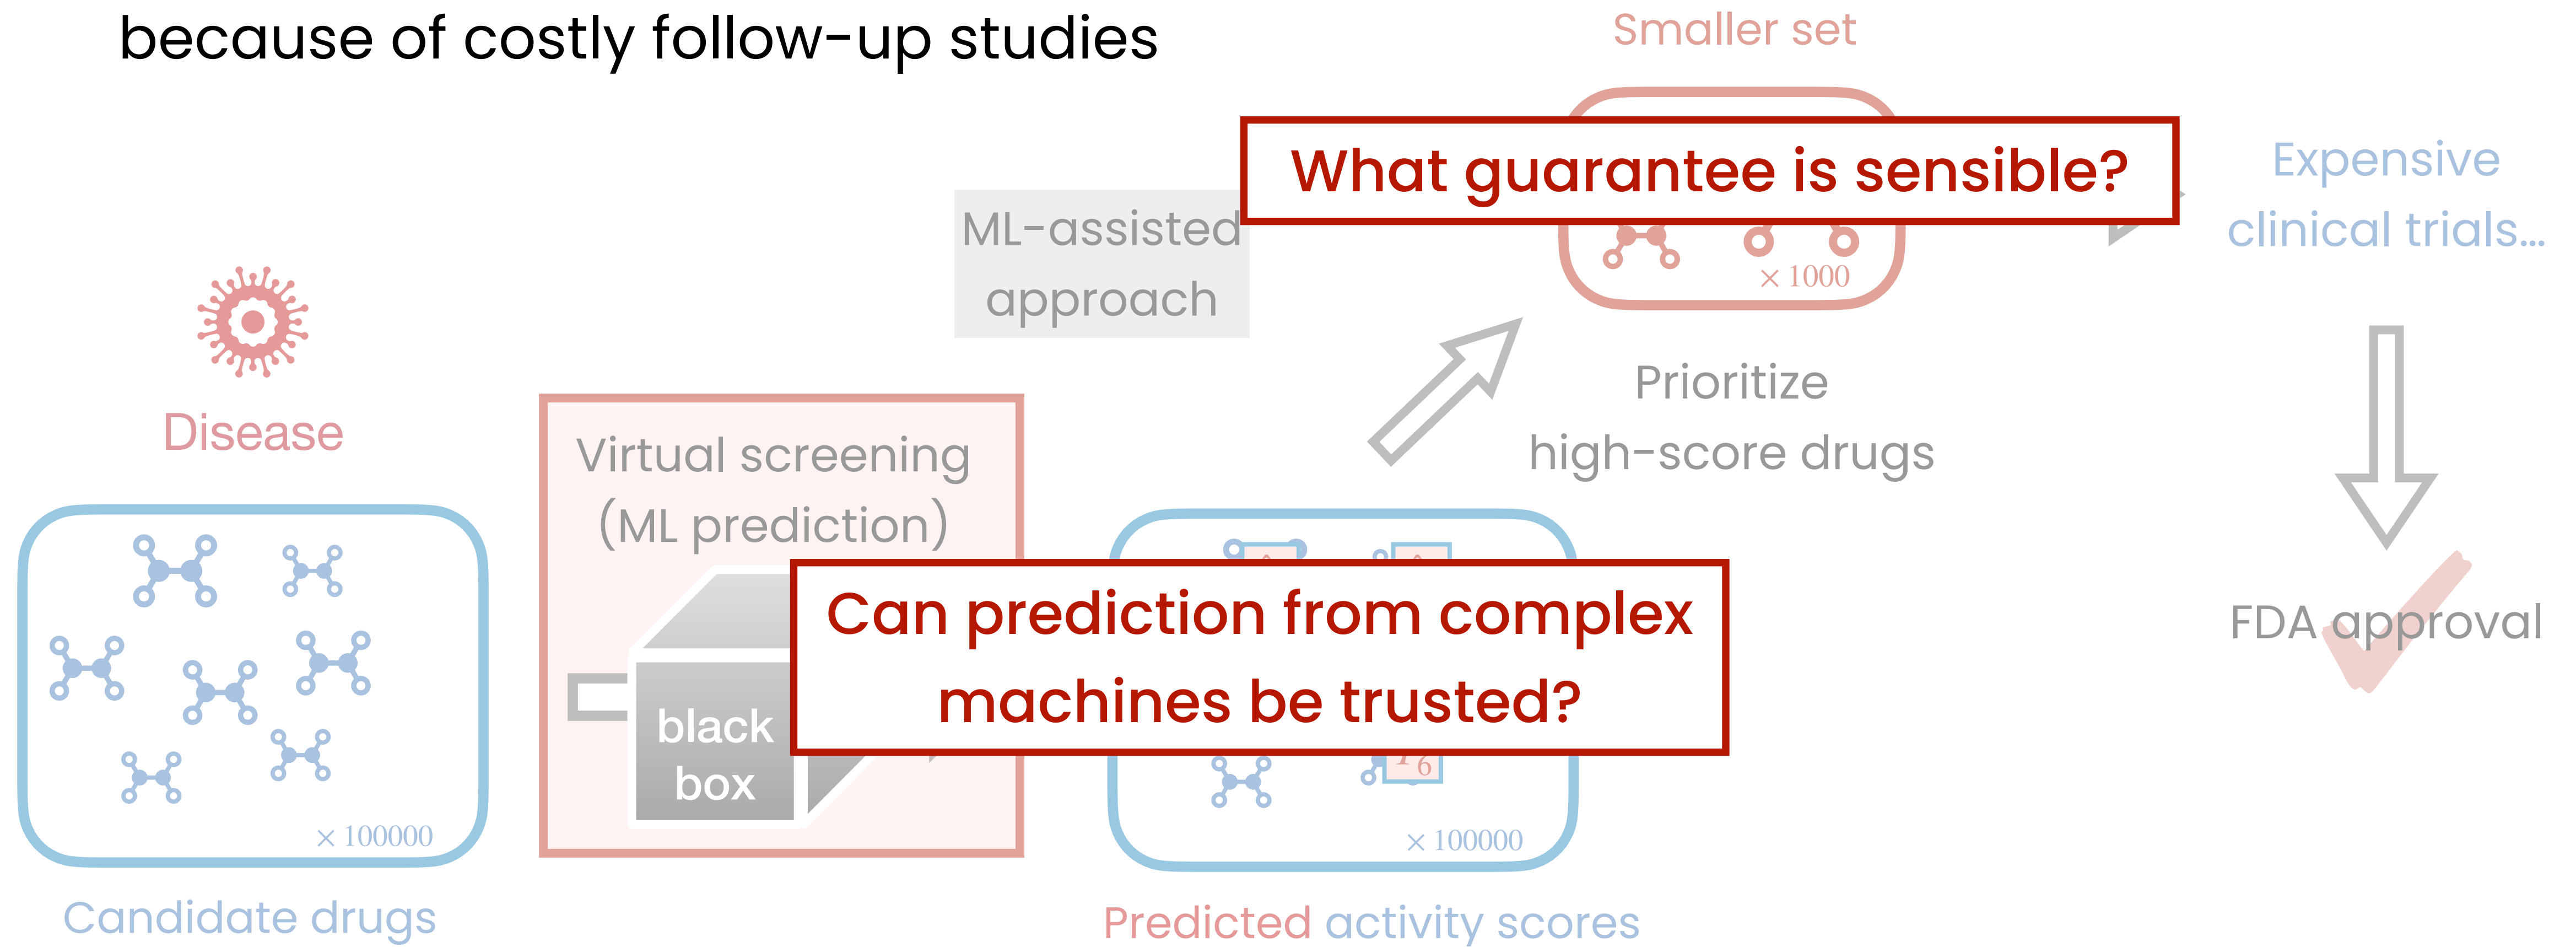 because of costly follow-up studies
Smaller set
What guarantee is sensible?
ML-assisted
approach
× 1000
Expensive
clinical trials...
Disease
Prioritize
high-score drugs
Virtual screening
(ML prediction)
Can prediction from complex
machines be trusted?
black
box
6
FDA approval
× 100000
× 100000
Candidate drugs
Predicted activity scores